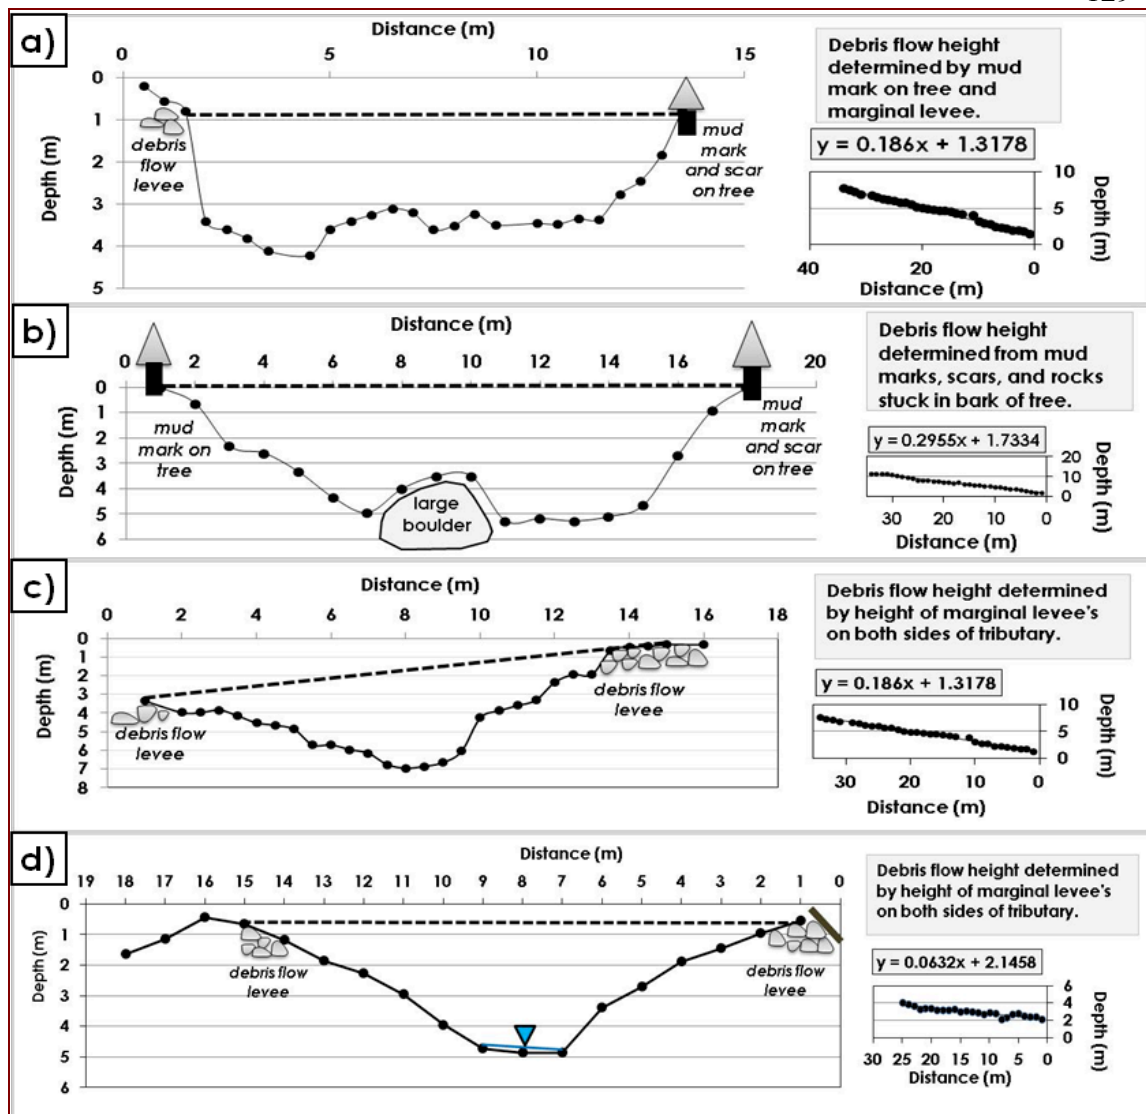 a)
Distance (m)
0 5 10 15
0
1
2
3
4
5
Depth (m)
debris
flow
levee
mud
mark
and scar
on tree
Debris flow height
determined by mud
mark on tree and
marginal levee.
y = 0.186x + 1.3178
10
5
0
Depth (m)
40 20 0
Distance (m)
b)
Distance (m)
0 2 4 6 8 10 12 14 16 18 20
0
1
2
3
4
5
6
Depth (m)
mud
mark on
tree
large
boulder
mud
mark
and scar
on tree
Debris flow height
determined from mud
marks, scars, and rocks
stuck in bark of tree.
y = 0.2955x + 1.7334
20
10
0
Depth (m)
30 20 10 0
Distance (m)
c)
Distance (m)
0 2 4 6 8 10 12 14 16 18
0
1
2
3
4
5
6
7
8
Depth (m)
debris flow
levee
debris flow
levee
Debris flow height determined
by height of marginal levee's
on both sides of tributary.
y = 0.186x + 1.3178
10
5
0
Depth (m)
30 20 10 0
Distance (m)
d)
Distance (m)
19 18 17 16 15 14 13 12 11 10 9 8 7 6 5 4 3 2 1 0
0
1
2
3
4
5
6
Depth (m)
debris flow
levee
debris flow
levee
Debris flow height determined
by height of marginal levee's
on both sides of tributary.
y = 0.0632x + 2.1458
6
4
2
0
Depth (m)
30 25 20 15 10 5 0
Distance (m)